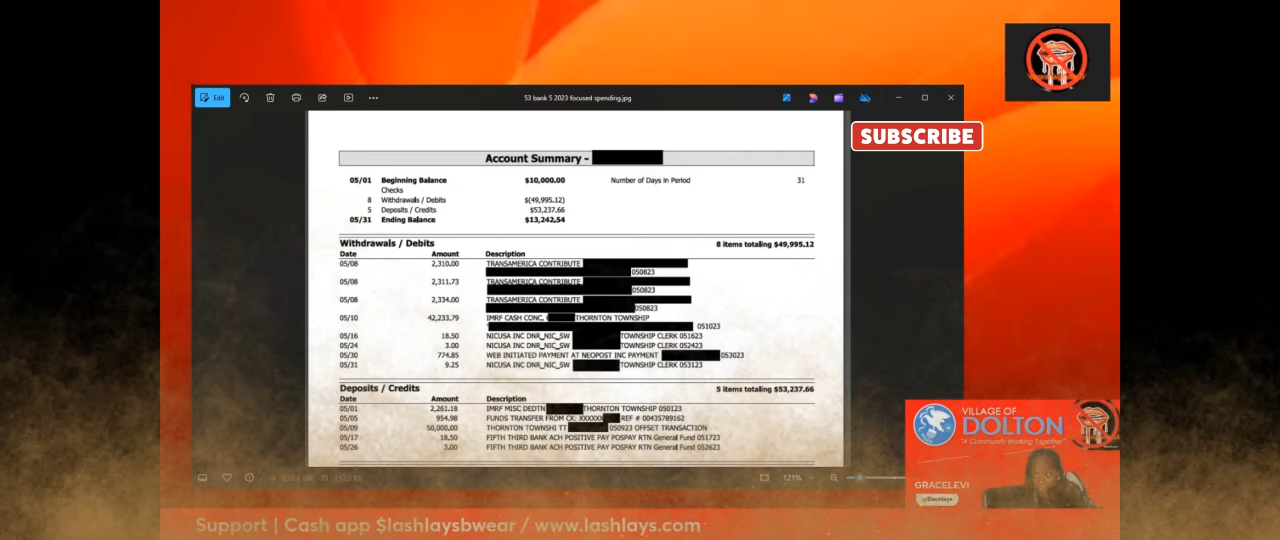 Edit
53 bank 5 2023 focused spending.jpg
SUBSCRIBE
Account Summary -
05/01 Beginning Balance $10,000.00 Number of Days in Period 31
Checks
8 Withdrawals / Debits $(49,995.12)
5 Deposits / Credits $53,237.66
05/31 Ending Balance $13,242.54
Withdrawals / Debits 8 items totaling $49,995.12
Date Amount Description
05/08 2,310.00 TRANSAMERICA CONTRIBUTE
050823
05/08 2,311.73 TRANSAMERICA CONTRIBUTE
050823
05/08 2,334.00 TRANSAMERICA CONTRIBUTE
050823
05/10 42,233.79 IMRF CASH CONC, THORNTON TOWNSHIP
051023
05/16 18.50 NICUSA INC DNR_NIC_SW TOWNSHIP CLERK 051623
05/24 3.00 NICUSA INC DNR_NIC_SW TOWNSHIP CLERK 052423
05/30 774.85 WEB INITIATED PAYMENT AT NEOPOST INC PAYMENT 053023
05/31 9.25 NICUSA INC DNR_NIC_SW TOWNSHIP CLERK 053123
Deposits / Credits 5 items totaling $53,237.66
Date Amount Description
05/01 2,261.18 IMRF MISC DEDTN THORNTON TOWNSHIP 050123
05/05 954.98 FUNDS TRANSFER FROM CK: XXXXXX REF # 00435789162
05/09 50,000.00 THORNTON TOWNSHI TT 050923 OFFSET TRANSACTION
05/17 18.50 FIFTH THIRD BANK ACH POSITIVE PAY POSPAY RTN General Fund 051723
05/26 3.00 FIFTH THIRD BANK ACH POSITIVE PAY POSPAY RTN General Fund 052623
121%
VILLAGE OF
DOLTON
"A Community Working Together"
GRACELEVI
Support | Cash app $lashlaysbwear / www.lashlays.com